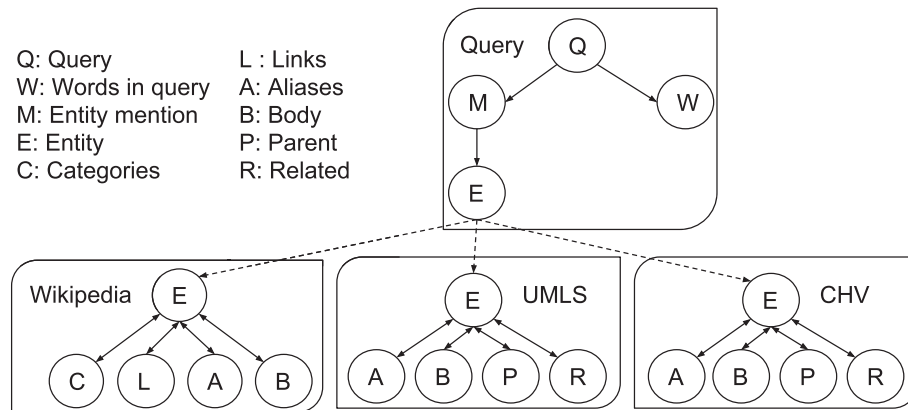 Q: Query
W: Words in query
M: Entity mention
E: Entity
C: Categories
L : Links
A: Aliases
B: Body
P: Parent
R: Related
Query
Q
M
W
E
Wikipedia
E
C L A B
UMLS
E
A B P R
CHV
E
A B P R